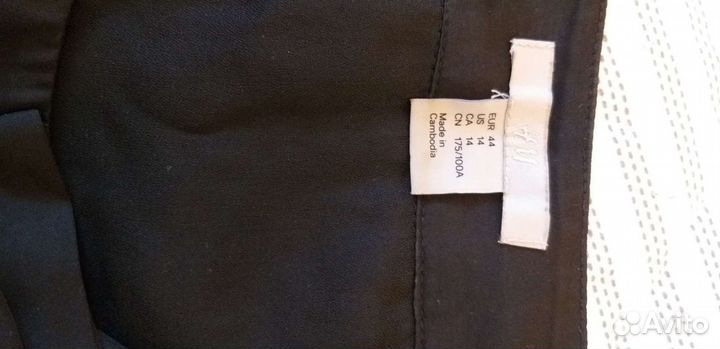 H&M
EUR 44
US 14
CA 14
CN 175/100A
Made in
Cambodia
Avito